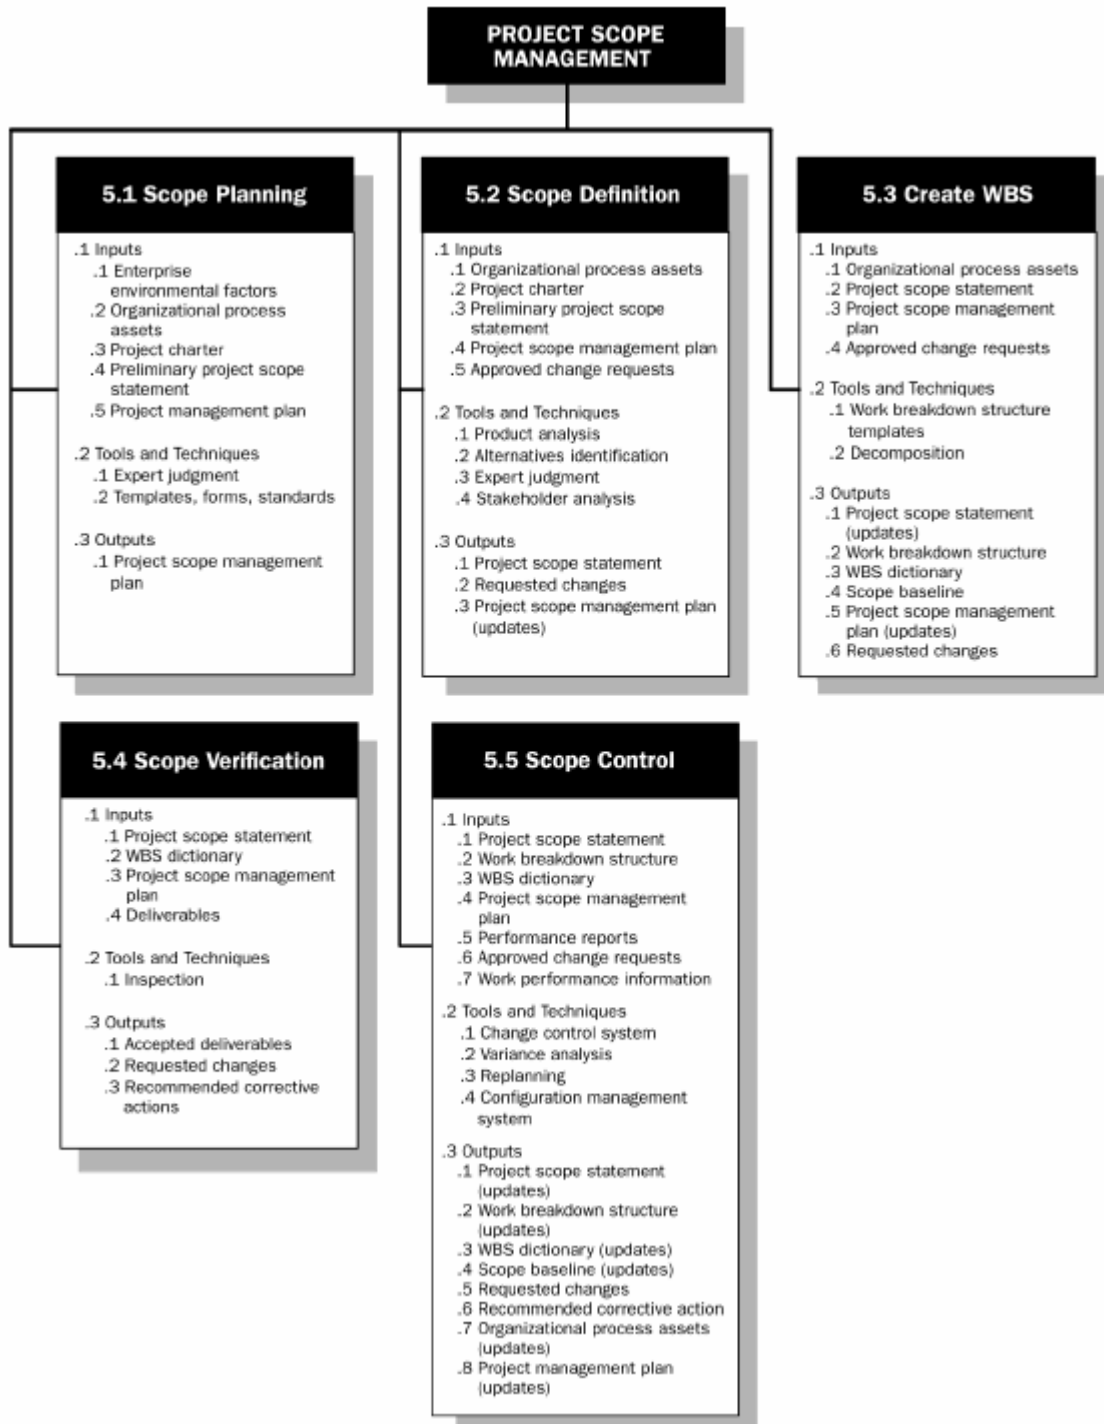 PROJECT SCOPE
MANAGEMENT
5.1 Scope Planning
.1 Inputs
.1 Enterprise
environmental factors
.2 Organizational process
assets
.3 Project charter
.4 Preliminary project scope
statement
.5 Project management plan
.2 Tools and Techniques
.1 Expert judgment
.2 Templates, forms, standards
.3 Outputs
.1 Project scope management
plan
5.2 Scope Definition
.1 Inputs
.1 Organizational process assets
.2 Project charter
.3 Preliminary project scope
statement
.4 Project scope management plan
.5 Approved change requests
.2 Tools and Techniques
.1 Product analysis
.2 Alternatives identification
.3 Expert judgment
.4 Stakeholder analysis
.3 Outputs
.1 Project scope statement
.2 Requested changes
.3 Project scope management plan
(updates)
5.3 Create WBS
.1 Inputs
.1 Organizational process assets
.2 Project scope statement
.3 Project scope management
plan
.4 Approved change requests
.2 Tools and Techniques
.1 Work breakdown structure
templates
.2 Decomposition
.3 Outputs
.1 Project scope statement
(updates)
.2 Work breakdown structure
.3 WBS dictionary
.4 Scope baseline
.5 Project scope management
plan (updates)
.6 Requested changes
5.4 Scope Verification
.1 Inputs
.1 Project scope statement
.2 WBS dictionary
.3 Project scope management
plan
.4 Deliverables
.2 Tools and Techniques
.1 Inspection
.3 Outputs
.1 Accepted deliverables
.2 Requested changes
.3 Recommended corrective
actions
5.5 Scope Control
.1 Inputs
.1 Project scope statement
.2 Work breakdown structure
.3 WBS dictionary
.4 Project scope management
plan
.5 Performance reports
.6 Approved change requests
.7 Work performance information
.2 Tools and Techniques
.1 Change control system
.2 Variance analysis
.3 Replanning
.4 Configuration management
system
.3 Outputs
.1 Project scope statement
(updates)
.2 Work breakdown structure
(updates)
.3 WBS dictionary (updates)
.4 Scope baseline (updates)
.5 Requested changes
.6 Recommended corrective action
.7 Organizational process assets
(updates)
.8 Project management plan
(updates)